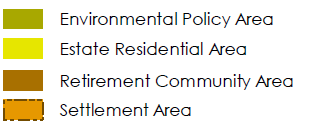 Environmental Policy Area
Estate Residential Area
Retirement Community Area
Settlement Area